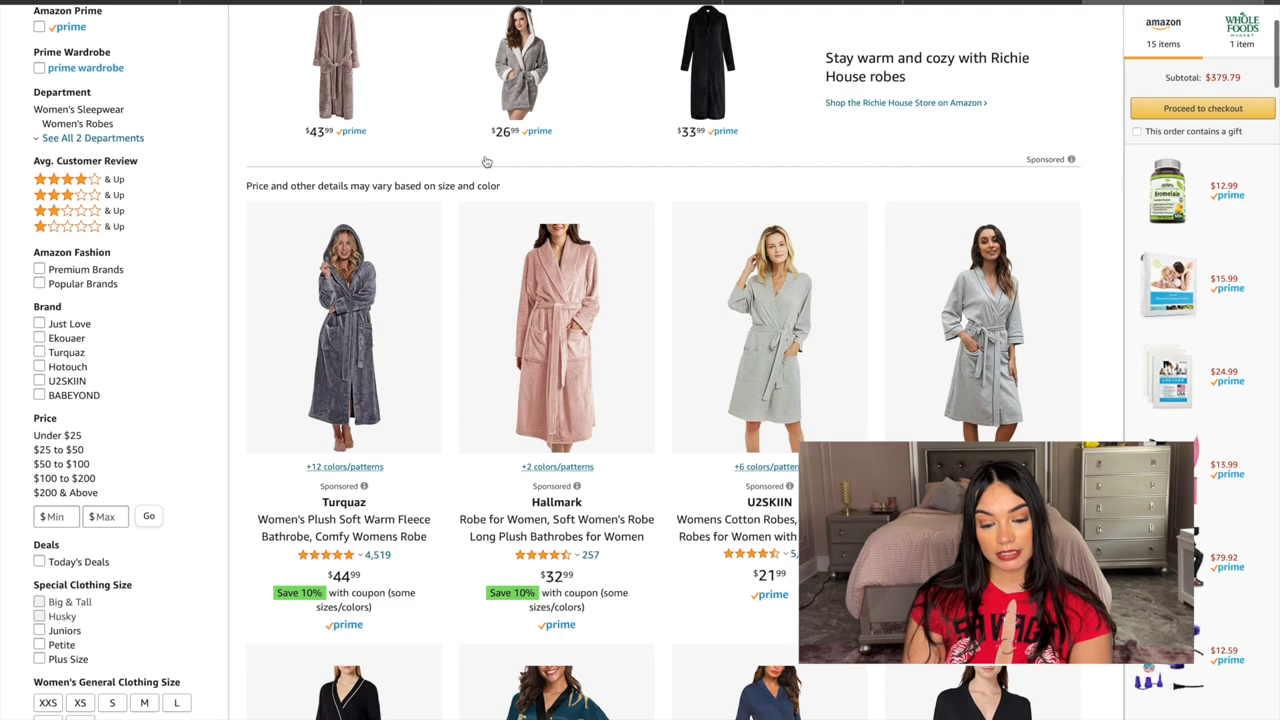 Amazon Prime
prime
Prime Wardrobe
prime wardrobe
Department
Women's Sleepwear
Women's Robes
See All 2 Departments
Avg. Customer Review
& Up
& Up
& Up
& Up
Amazon Fashion
Premium Brands
Popular Brands
Brand
Just Love
Ekouaer
Turquaz
Hotouch
U2SKIIN
BABEYOND
Price
Under $25
$25 to $50
$50 to $100
$100 to $200
$200 & Above
$ Min $ Max Go
Deals
Today's Deals
Special Clothing Size
Big & Tall
Husky
Juniors
Petite
Plus Size
Women's General Clothing Size
XXS XS S M L
$43.99 prime
$26.99 prime
$33.99 prime
Stay warm and cozy with Richie
House robes
Shop the Richie House Store on Amazon ›
Sponsored
Price and other details may vary based on size and color
+12 colors/patterns
Sponsored
Turquaz
Women's Plush Soft Warm Fleece
Bathrobe, Comfy Womens Robe
4,519
$44.99
Save 10% with coupon (some
sizes/colors)
prime
+2 colors/patterns
Sponsored
Hallmark
Robe for Women, Soft Women's Robe
Long Plush Bathrobes for Women
257
$32.99
Save 10% with coupon (some
sizes/colors)
prime
+6 colors/patterns
Sponsored
U2SKIIN
Womens Cotton Robes,
Robes for Women with
5,
$21.99
prime
amazon
15 items
WHOLE
FOODS
MARKET
1 item
Subtotal: $379.79
Proceed to checkout
This order contains a gift
Bromelain
$12.99
prime
$15.99
prime
$24.99
prime
$13.99
prime
$79.92
prime
$12.59
prime